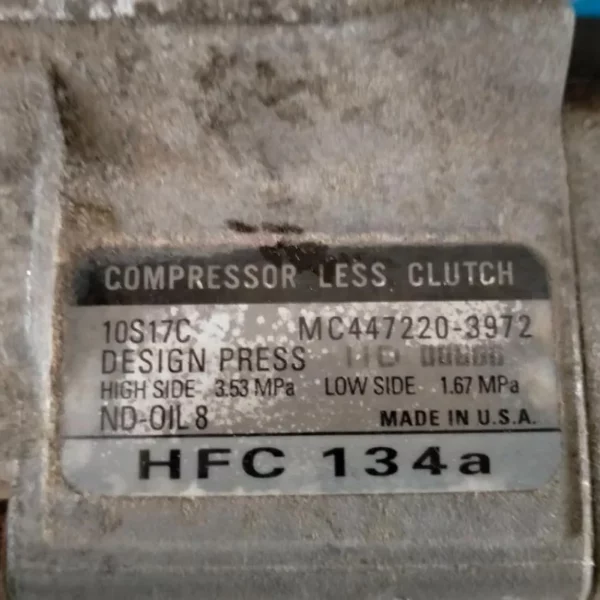 COMPRESSOR LESS CLUTCH
10S17C MC447220-3972
DESIGN PRESS
HIGH SIDE 3.53 MPa LOW SIDE 1.67 MPa
ND-OIL 8 MADE IN U.S.A.
HFC 134a